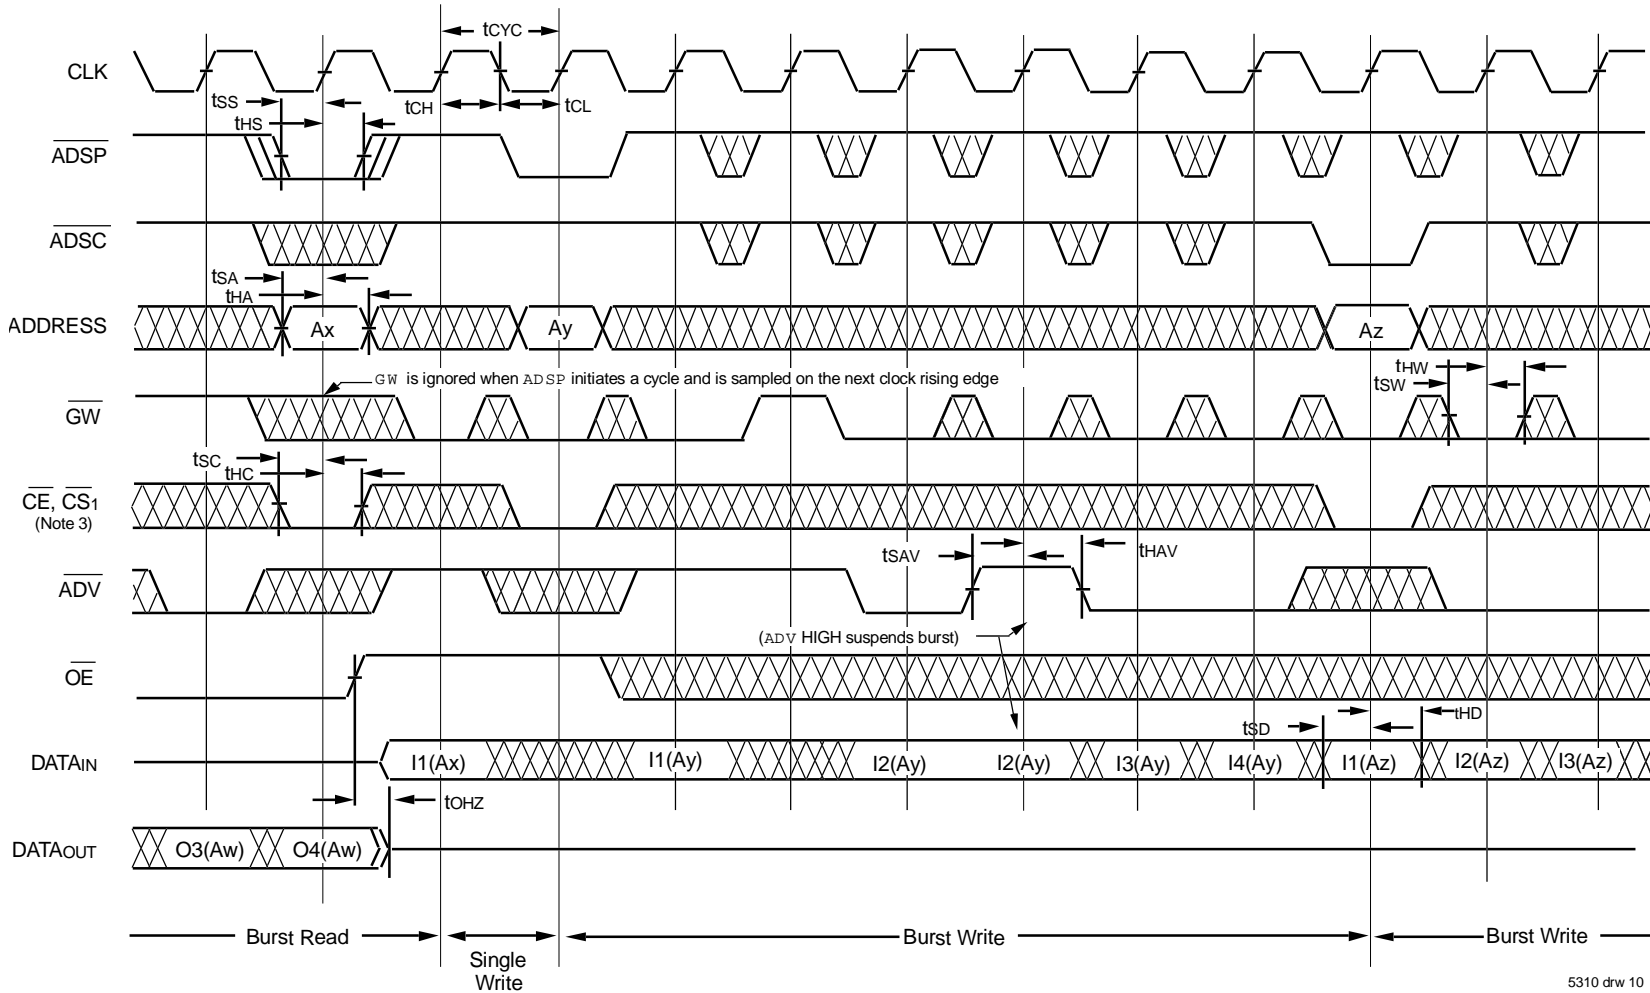 tCYC
CLK
tSS
tCH
tCL
tHS
ADSP
ADSC
tSA
tHA
ADDRESS
Ax
Ay
Az
GW is ignored when ADSP initiates a cycle and is sampled on the next clock rising edge
tHW
tSW
GW
tSC
tHC
CE, CS1
(Note 3)
tSAV
tHAV
ADV
(ADV HIGH suspends burst)
OE
tSD
tHD
DATAIN
I1(Ax)
I1(Ay)
I2(Ay)
I2(Ay)
I3(Ay)
I4(Ay)
I1(Az)
I2(Az)
I3(Az)
tOHZ
DATAOUT
O3(Aw)
O4(Aw)
Burst Read
Single
Write
Burst Write
Burst Write
5310 drw 10